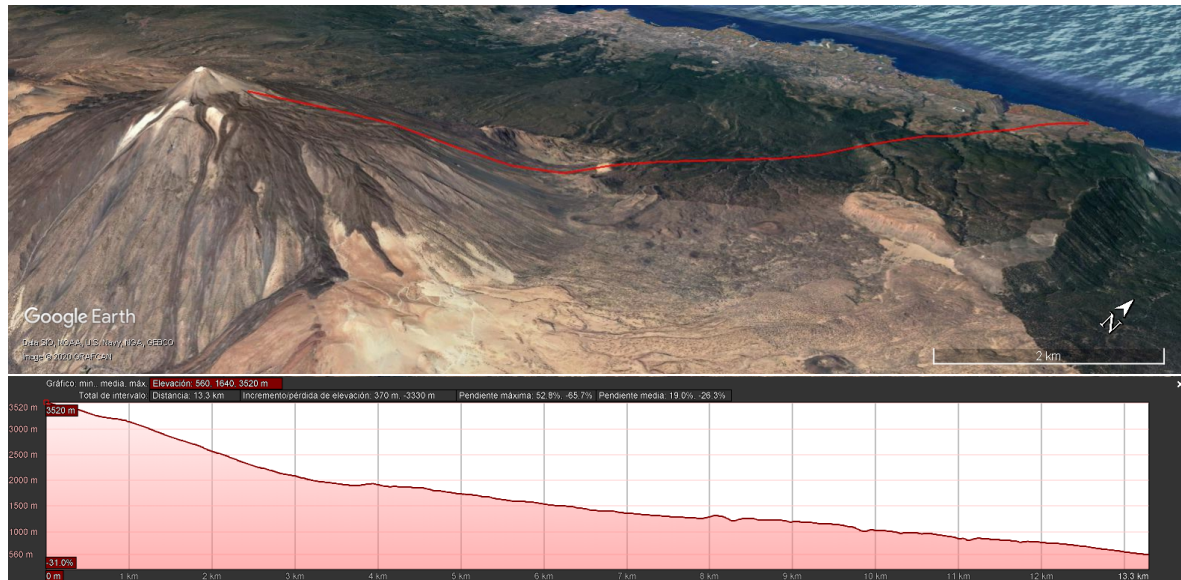 Google Earth
Data SIO, NOAA, U.S. Navy, NGA, GEBCO
Image © 2020 GRAFCAN
N
2 km
Gráfico: min., media, máx. Elevación: 560, 1640, 3520 m
Total de intervalo: Distancia: 13.3 km Incremento/pérdida de elevación: 370 m, -3330 m Pendiente máxima: 52.8%, -65.7% Pendiente media: 19.0%, -26.3%
3520 m
3520 m
3000 m
2500 m
2000 m
1500 m
1000 m
560 m
-31.0%
0 m 1 km 2 km 3 km 4 km 5 km 6 km 7 km 8 km 9 km 10 km 11 km 12 km 13.3 km